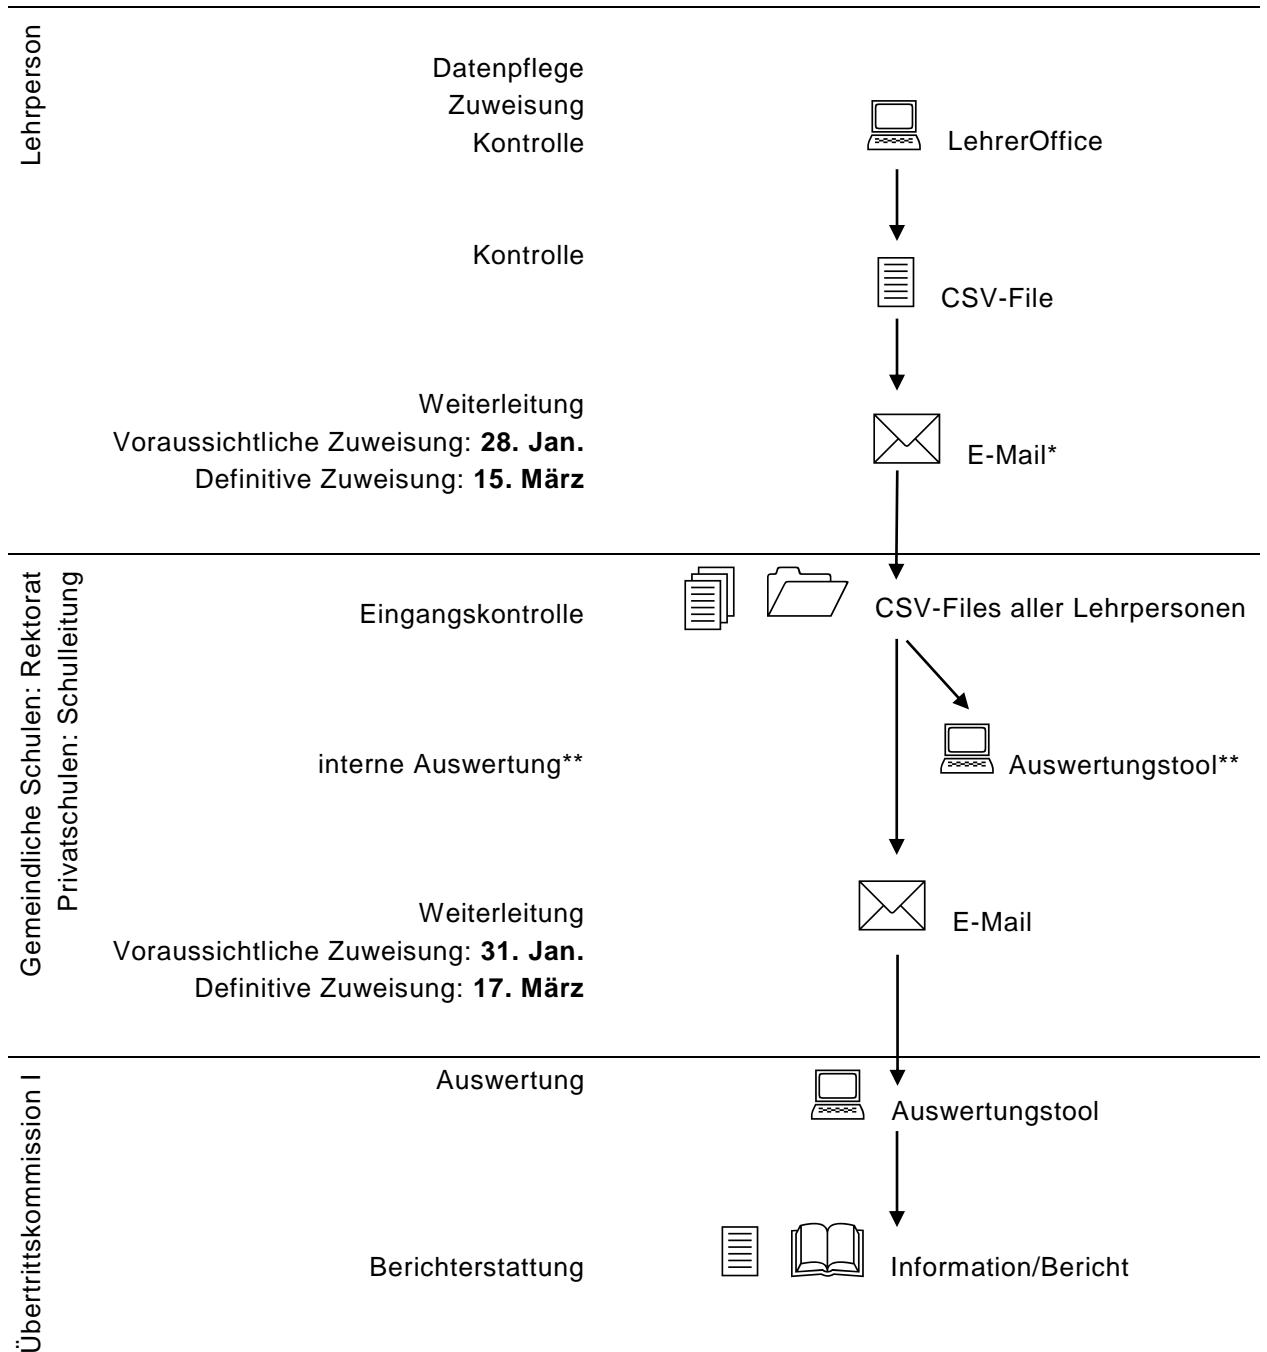 Lehrperson
Datenpflege
Zuweisung
Kontrolle
LehrerOffice
Kontrolle
CSV-File
Weiterleitung
Voraussichtliche Zuweisung: 28. Jan.
Definitive Zuweisung: 15. März
E-Mail*
Gemeindliche Schulen: Rektorat
Privatschulen: Schulleitung
Eingangskontrolle
CSV-Files aller Lehrpersonen
interne Auswertung**
Auswertungstool**
Weiterleitung
Voraussichtliche Zuweisung: 31. Jan.
Definitive Zuweisung: 17. März
E-Mail
Übertrittskommission I
Auswertung
Auswertungstool
Berichterstattung
Information/Bericht